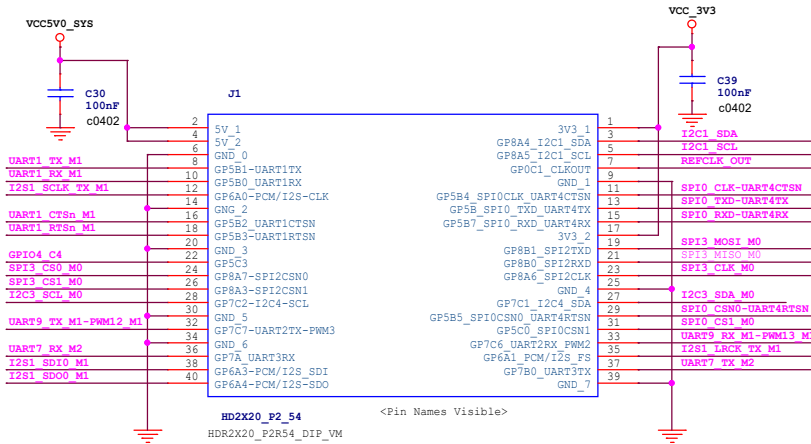 VCC5V0_SYS
VCC_3V3
C30
100nF
c0402
J1
C39
100nF
c0402
2 5V_1 3V3_1 1
4 5V_2 GP8A4_I2C1_SDA 3 I2C1_SDA
6 GND_0 GP8A5_I2C1_SCL 5 I2C1_SCL
UART1_TX_M1 8 GP5B1-UART1TX GP0C1_CLKOUT 7 REFCLK_OUT
UART1_RX_M1 10 GP5B0_UART1RX GND_1 9
I2S1_SCLK_TX_M1 12 GP6A0-PCM/I2S-CLK GP5B4_SPI0CLK_UART4CTSN 11 SPI0_CLK-UART4CTSN
14 GNG_2 GP5B_SPI0_TXD_UART4TX 13 SPI0_TXD-UART4TX
UART1_CTSn_M1 16 GP5B2_UART1CTSN GP5B7_SPI0_RXD_UART4RX 15 SPI0_RXD-UART4RX
UART1_RTSn_M1 18 GP5B3-UART1RTSN 3V3_2 17
20 GND_3 GP8B1_SPI2TXD 19 SPI3_MOSI_M0
GPIO4_C4 22 GP5C3 GP8B0_SPI2RXD 21 SPI3_MISO_M0
SPI3_CS0_M0 24 GP8A7-SPI2CSN0 GP8A6_SPI2CLK 23 SPI3_CLK_M0
SPI3_CS1_M0 26 GP8A3-SPI2CSN1 GND_4 25
I2C3_SCL_M0 28 GP7C2-I2C4-SCL GP7C1_I2C4_SDA 27 I2C3_SDA_M0
30 GND_5 GP5B5_SPI0CSN0_UART4RTSN 29 SPI0_CSN0-UART4RTSN
UART9_TX_M1-PWM12_M1 32 GP7C7-UART2TX-PWM3 GP5C0_SPI0CSN1 31 SPI0_CS1_M0
34 GND_6 GP7C6_UART2RX_PWM2 33 UART9_RX_M1-PWM13_M1
UART7_RX_M2 36 GP7A_UART3RX GP6A1_PCM/I2S_FS 35 I2S1_LRCK_TX_M1
I2S1_SDI0_M1 38 GP6A3-PCM/I2S_SDI GP7B0_UART3TX 37 UART7_TX_M2
I2S1_SDO0_M1 40 GP6A4-PCM/I2S-SDO GND_7 39
HD2X20_P2_54
<Pin Names Visible>
HDR2X20_P2R54_DIP_VM